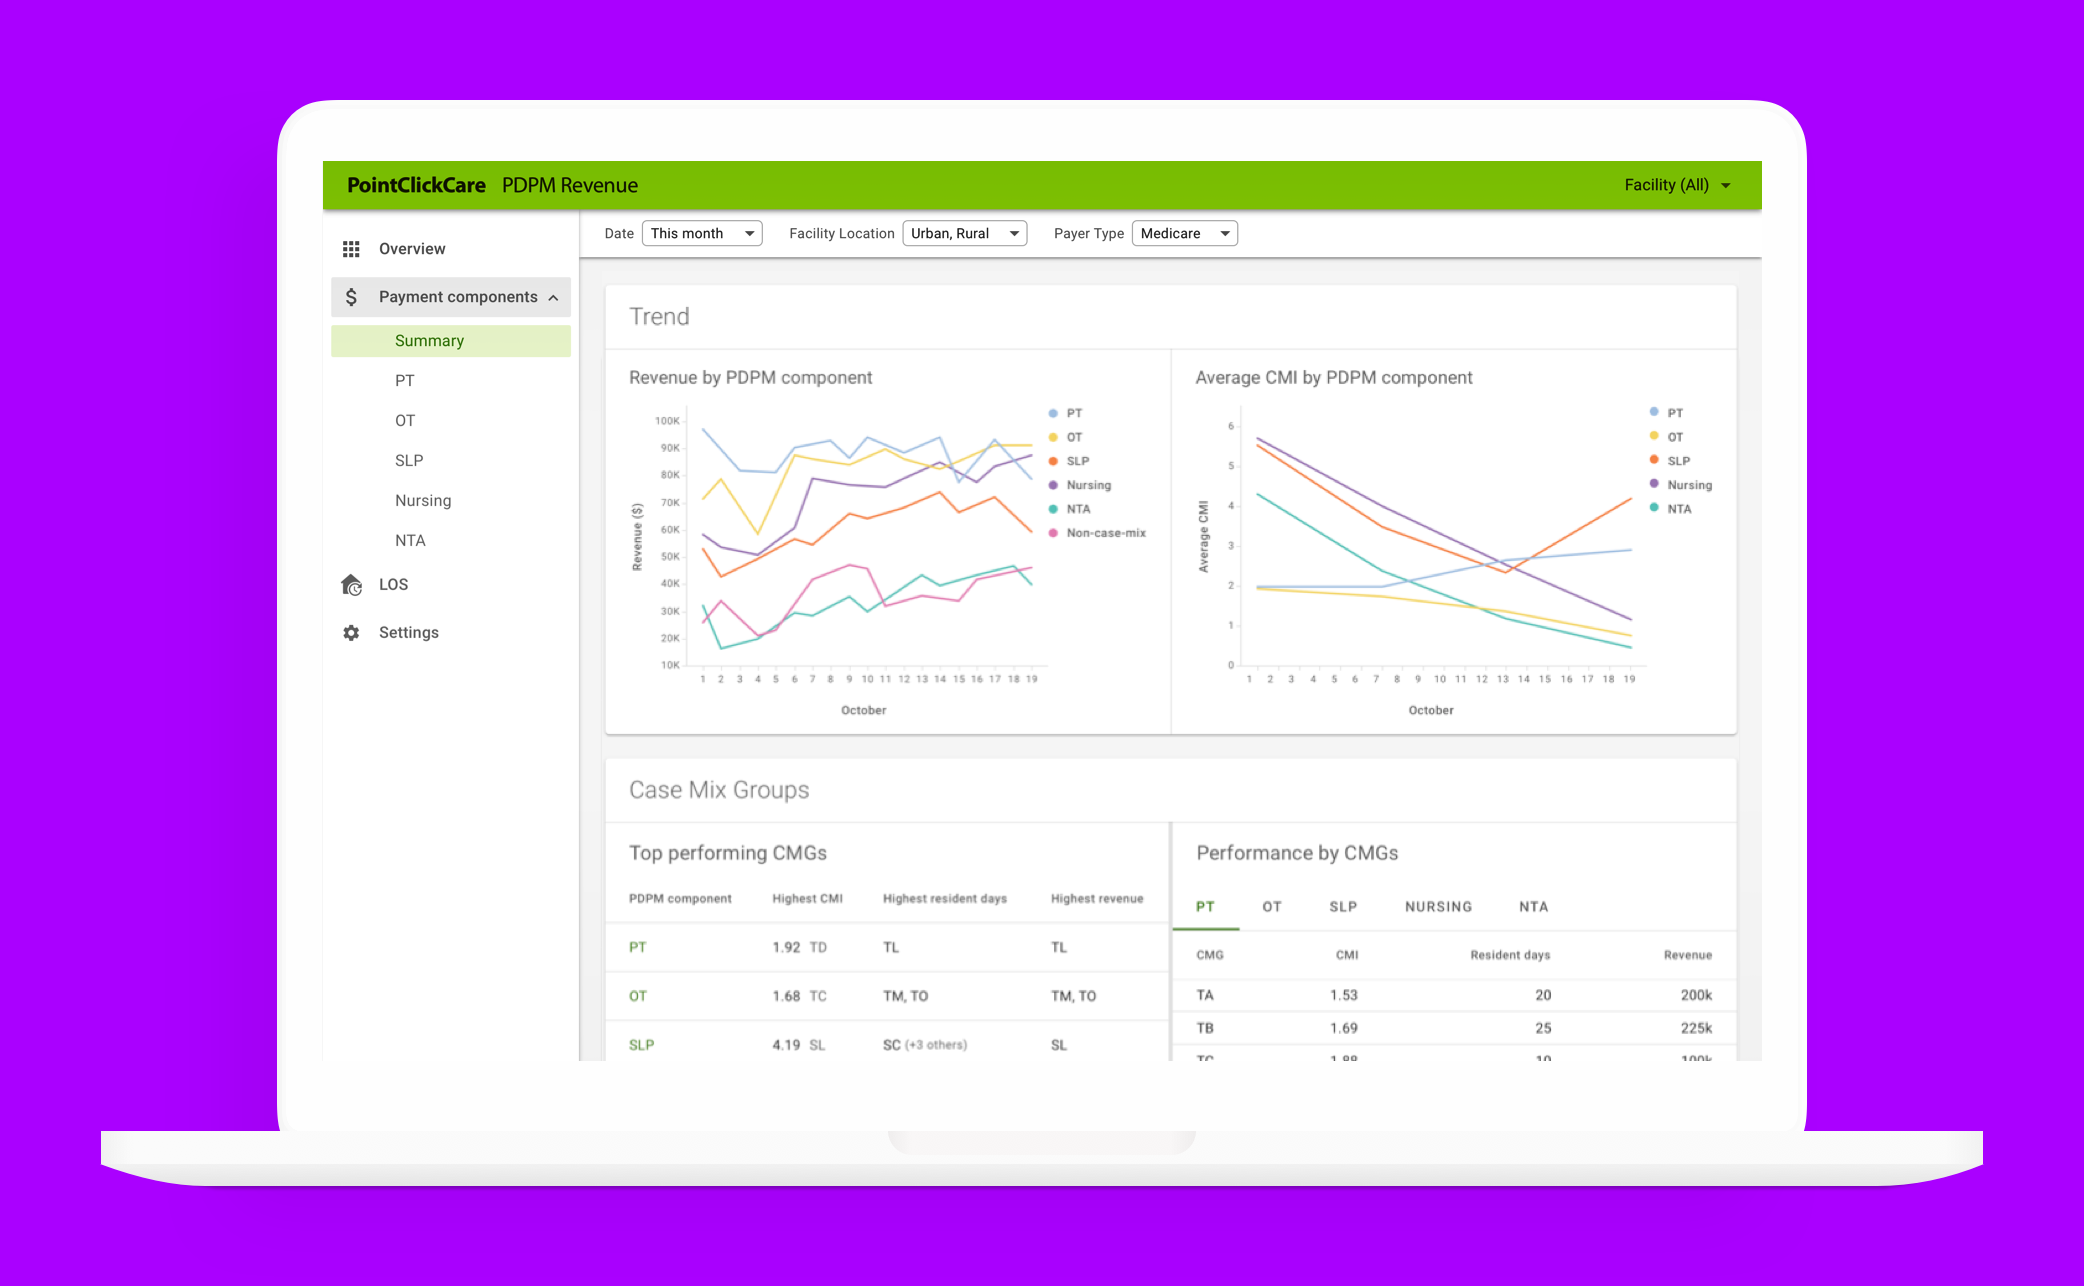 PointClickCare PDPM Revenue Facility (All)
Date This month Facility Location Urban, Rural Payer Type Medicare
Overview
Payment components
Summary
PT
OT
SLP
Nursing
NTA
LOS
Settings
Trend
Revenue by PDPM component
Revenue ($)
100K
90K
80K
70K
60K
50K
40K
30K
20K
10K
1 2 3 4 5 6 7 8 9 10 11 12 13 14 15 16 17 18 19
October
PT
OT
SLP
Nursing
NTA
Non-case-mix
Average CMI by PDPM component
Average CMI
6
5
4
3
2
1
0
1 2 3 4 5 6 7 8 9 10 11 12 13 14 15 16 17 18 19
October
PT
OT
SLP
Nursing
NTA
Case Mix Groups
Top performing CMGs
PDPM component Highest CMI Highest resident days Highest revenue
PT 1.92 TD TL TL
OT 1.68 TC TM, TO TM, TO
SLP 4.19 SL SC (+3 others) SL
Performance by CMGs
PT OT SLP NURSING NTA
CMG CMI Resident days Revenue
TA 1.53 20 200k
TB 1.69 25 225k
TC 1.88 10 100k